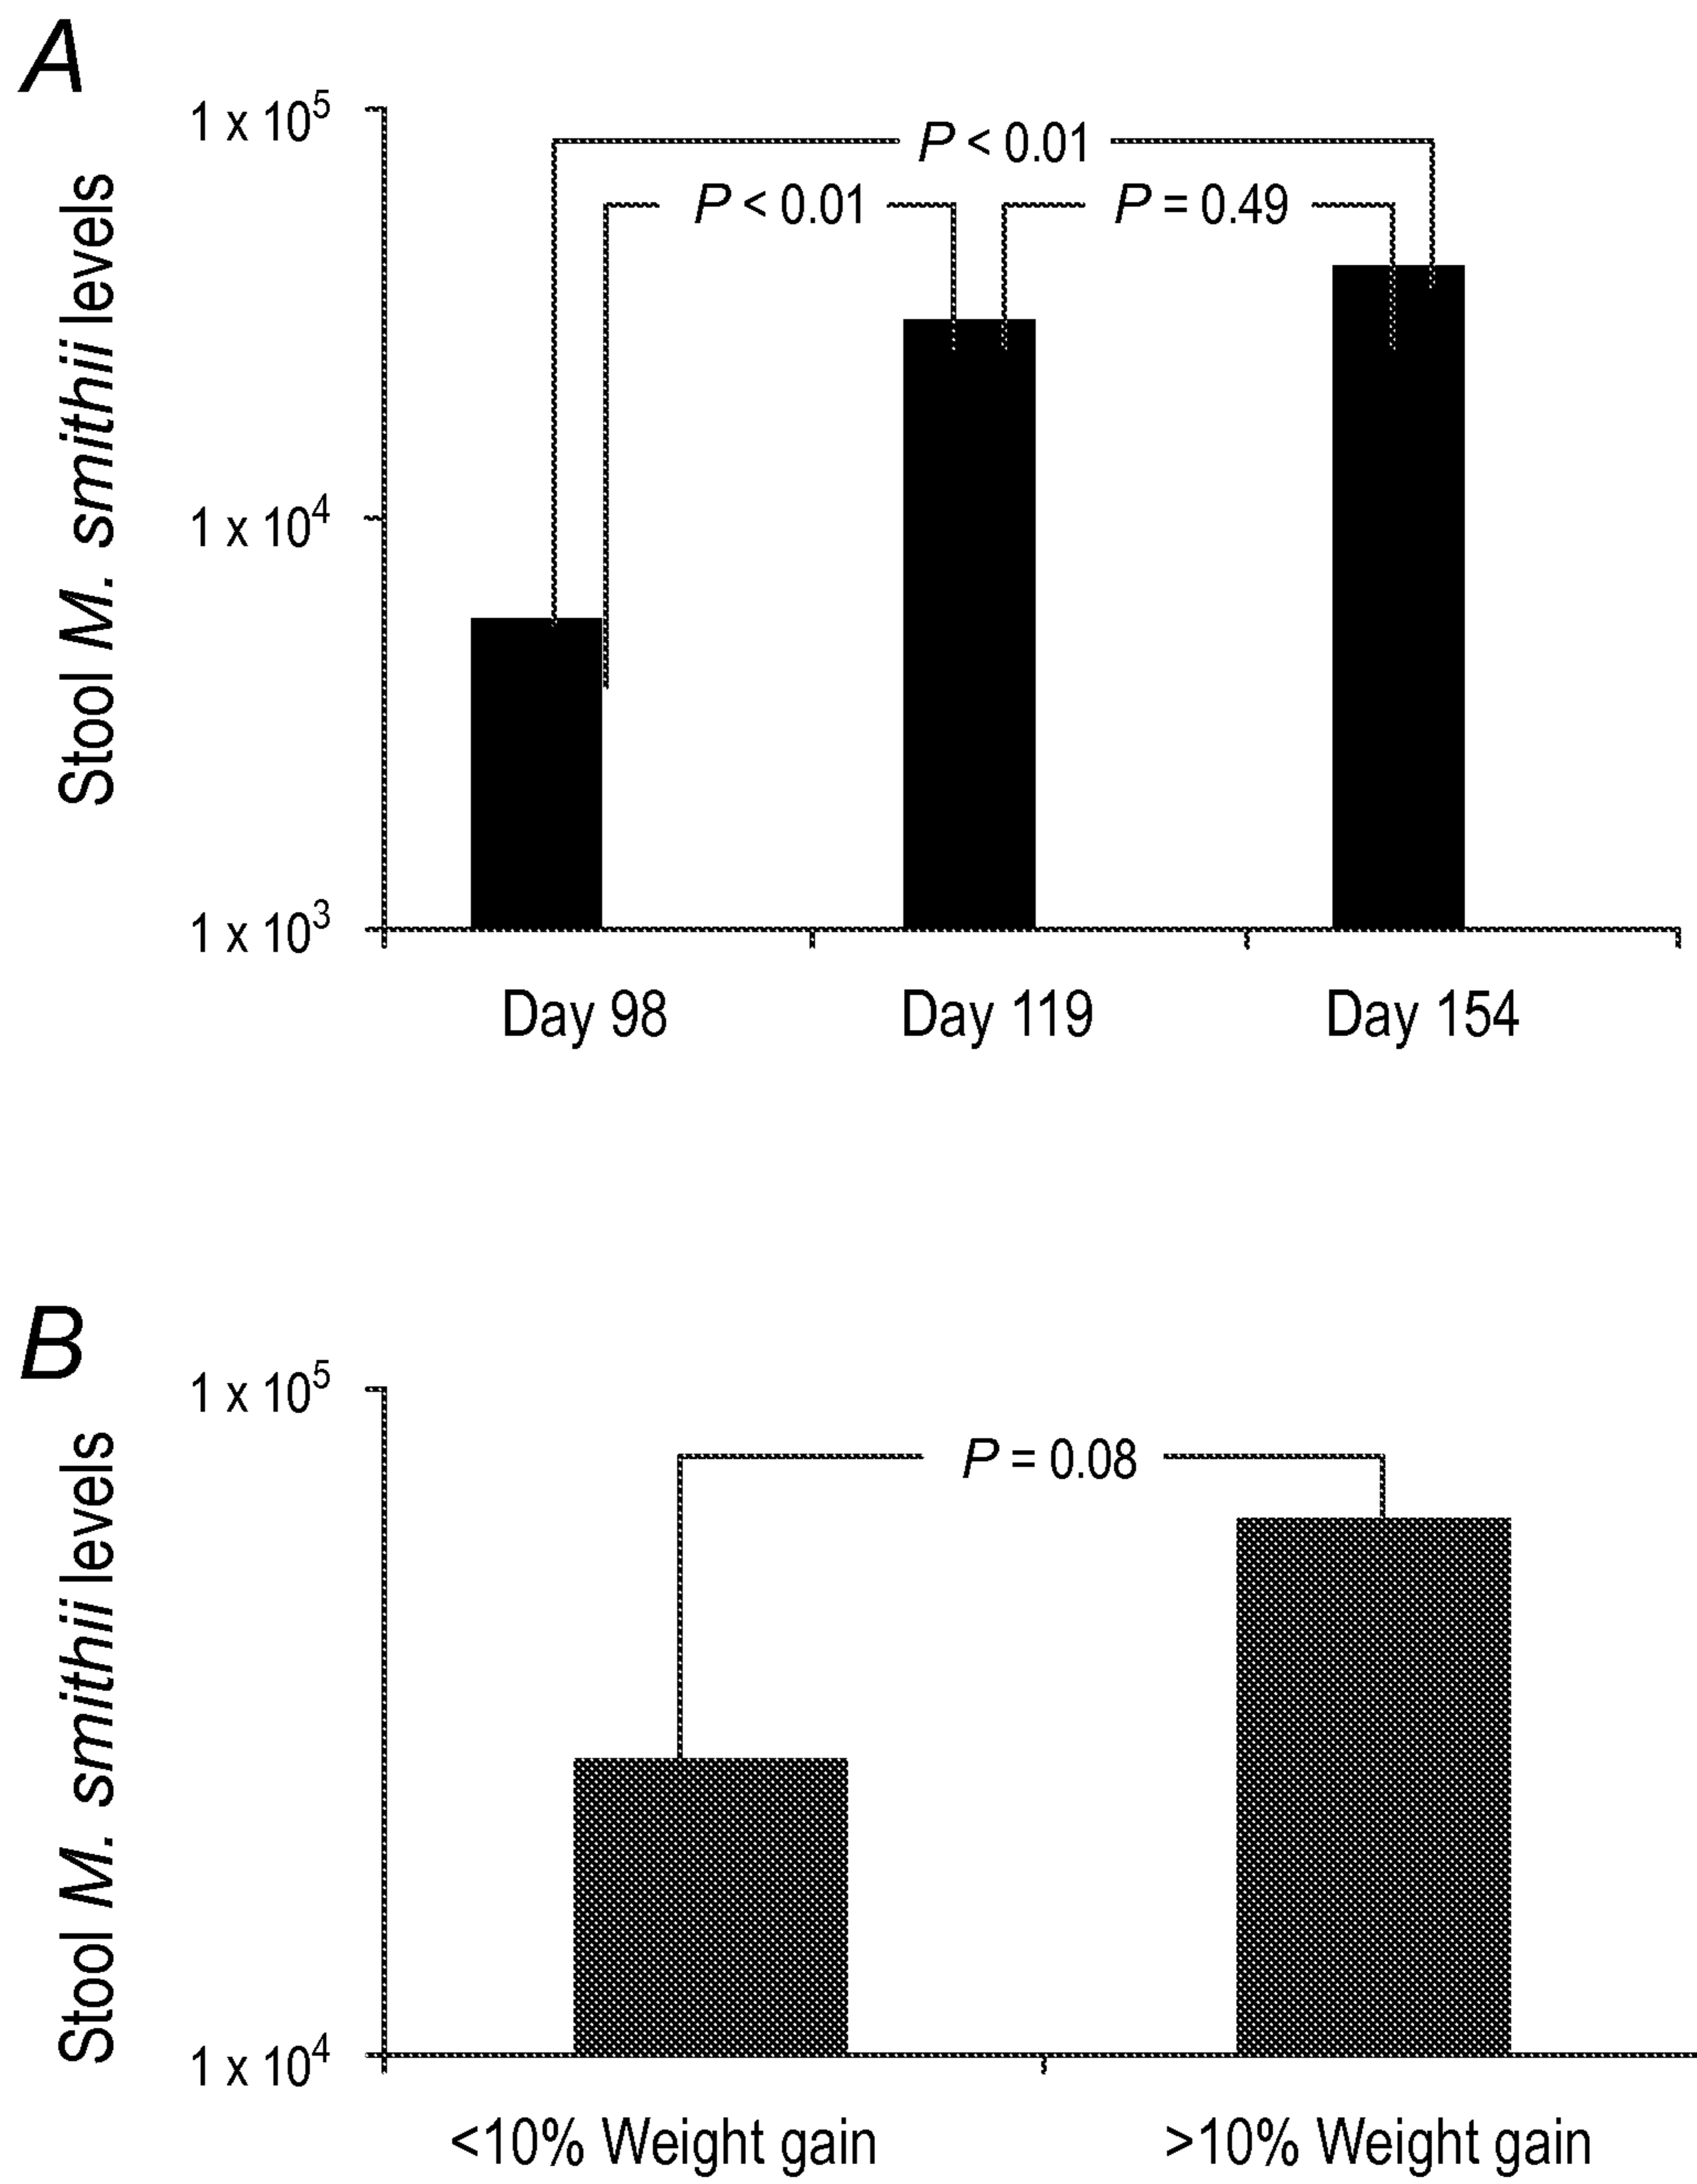 A
1 x 10^5
P < 0.01
P < 0.01
P = 0.49
Stool M. smithii levels
1 x 10^4
1 x 10^3
Day 98
Day 119
Day 154
B
1 x 10^5
P = 0.08
Stool M. smithii levels
1 x 10^4
<10% Weight gain
>10% Weight gain